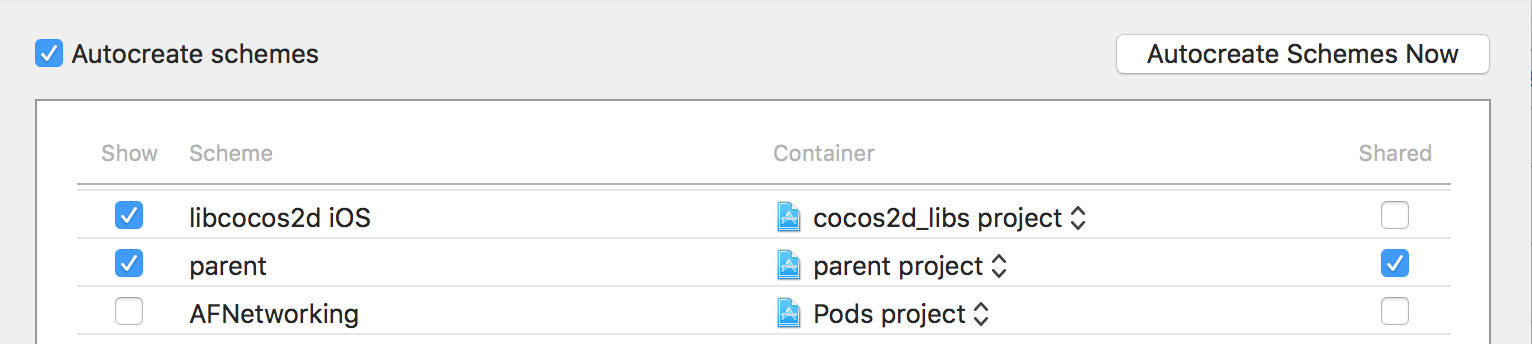 Autocreate schemes Autocreate Schemes Now
Show Scheme Container Shared
libcocos2d iOS cocos2d_libs project
parent parent project
AFNetworking Pods project